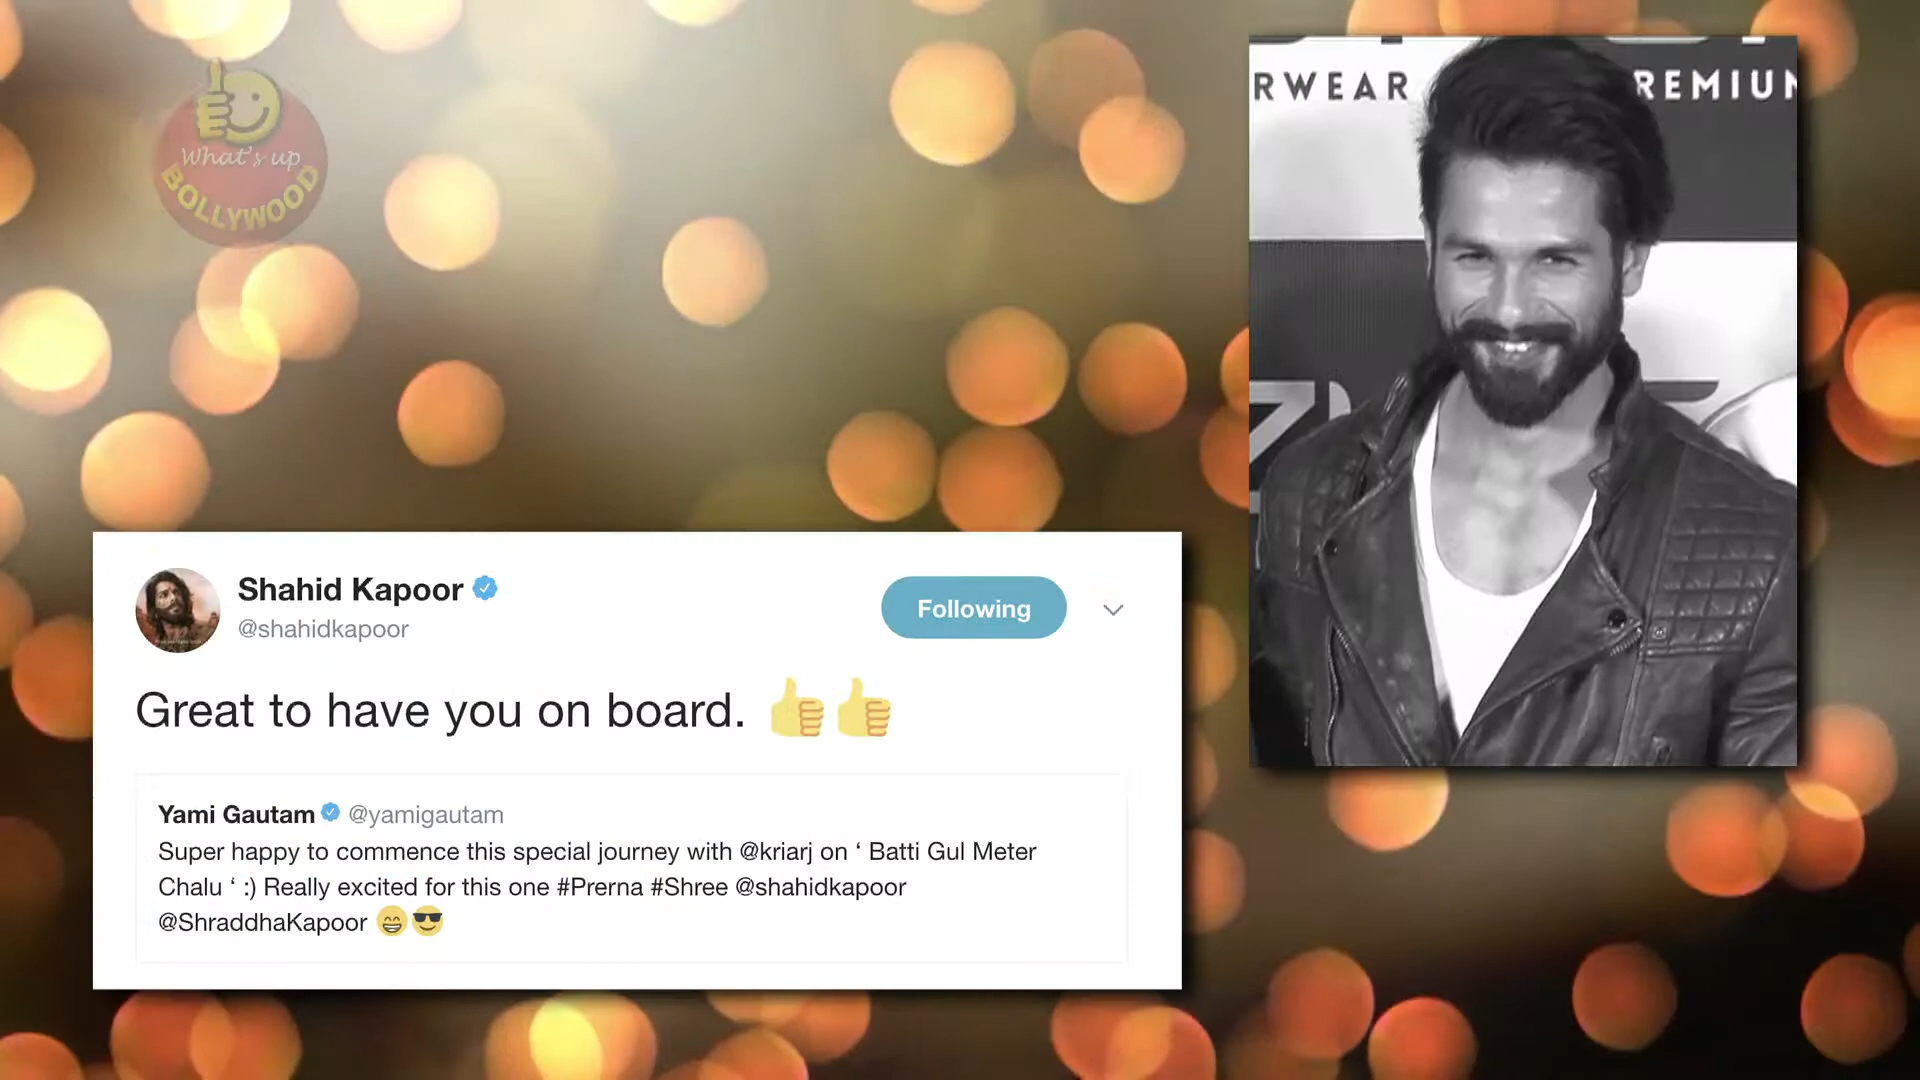 What's up
BOLLYWOOD
RWEAR
REMIUM
Shahid Kapoor
@shahidkapoor
Following
Great to have you on board. 👍👍
Yami Gautam @yamigautam
Super happy to commence this special journey with @kriarj on ‘ Batti Gul Meter
Chalu ‘ :) Really excited for this one #Prerna #Shree @shahidkapoor
@ShraddhaKapoor 😁😎